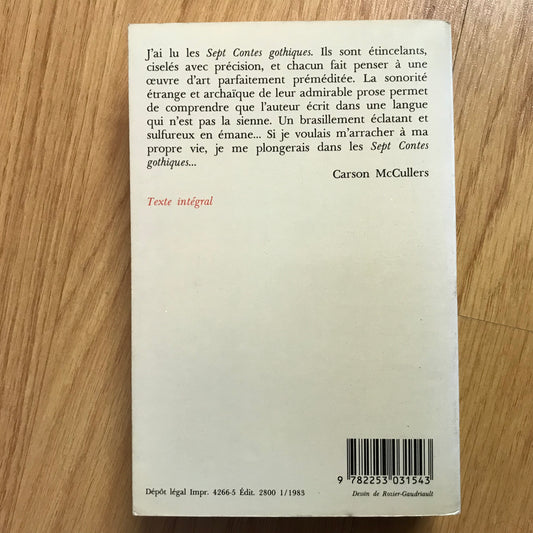 J'ai lu les Sept Contes gothiques. Ils sont étincelants,
ciselés avec précision, et chacun fait penser à une
œuvre d'art parfaitement préméditée. La sonorité
étrange et archaïque de leur admirable prose permet
de comprendre que l'auteur écrit dans une langue
qui n'est pas la sienne. Un brasillement éclatant et
sulfureux en émane... Si je voulais m'arracher à ma
propre vie, je me plongerais dans les Sept Contes
gothiques...
Carson McCullers
Texte intégral
9 782253 031543
Dépôt légal Impr. 4266-5 Édit. 2800 1/1983
Dessin de Rozier-Gaudriault